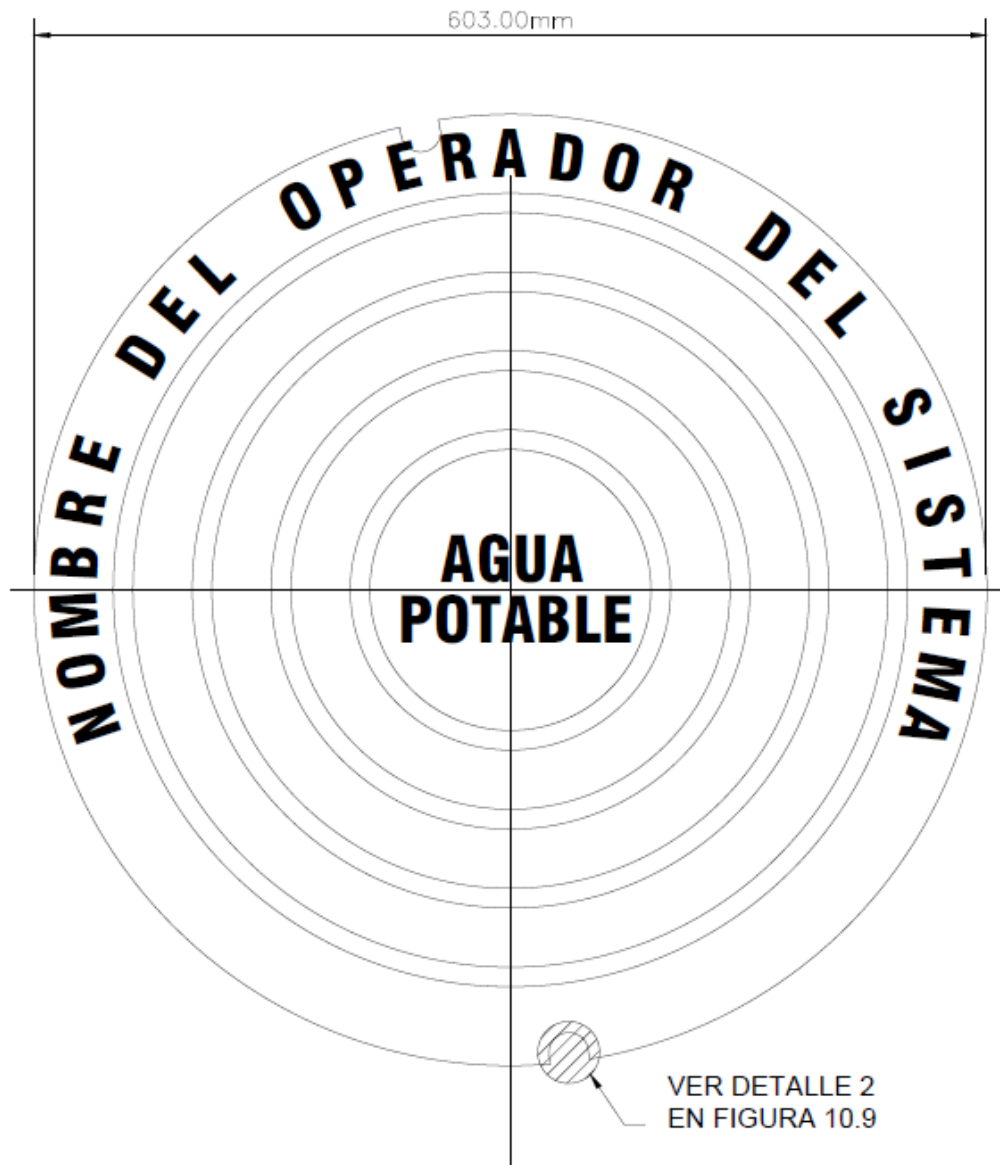 603.00mm
NOMBRE DEL OPERADOR DEL SISTEMA
AGUA
POTABLE
VER DETALLE 2
EN FIGURA 10.9